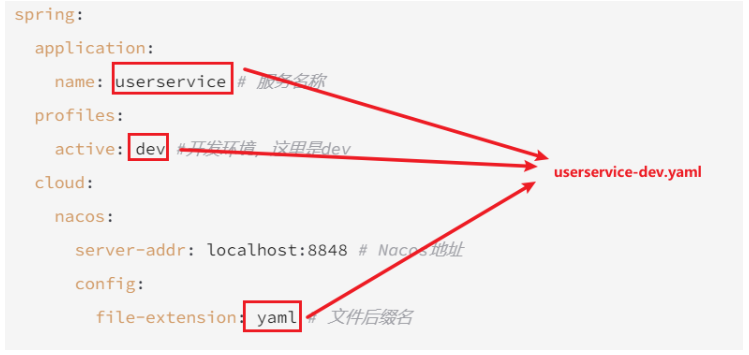 spring:
application:
name: userservice # 服务名称
profiles:
active: dev #开发环境，这里是dev
cloud:
userservice-dev.yaml
nacos:
server-addr: localhost:8848 # Nacos地址
config:
file-extension: yaml # 文件后缀名